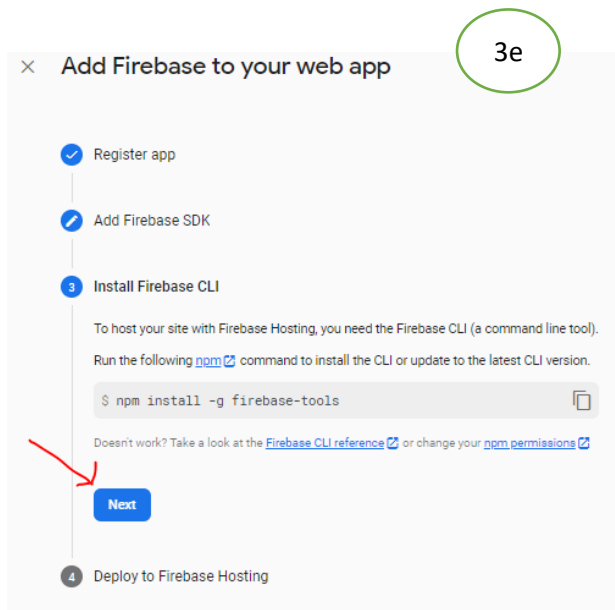 3e
Add Firebase to your web app
Register app
Add Firebase SDK
3 Install Firebase CLI
To host your site with Firebase Hosting, you need the Firebase CLI (a command line tool).
Run the following npm command to install the CLI or update to the latest CLI version.
$ npm install -g firebase-tools
Doesn't work? Take a look at the Firebase CLI reference or change your npm permissions
Next
4 Deploy to Firebase Hosting